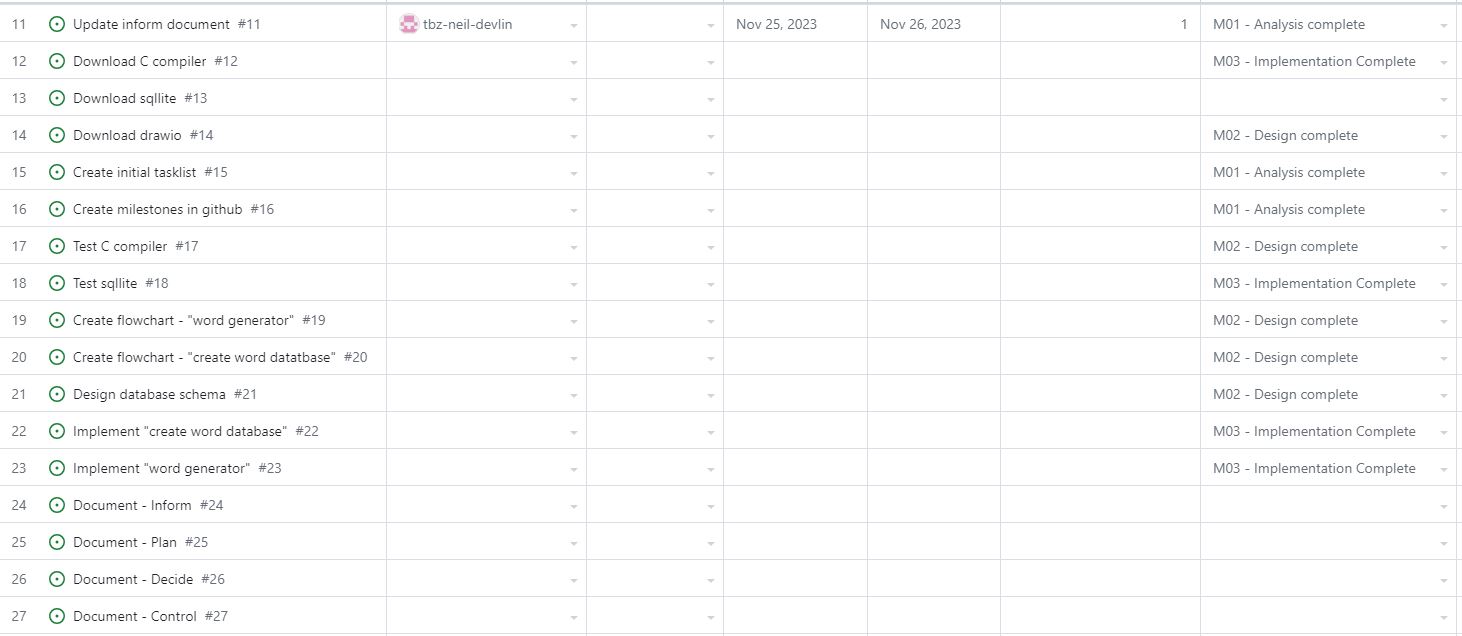 11 Update inform document #11 tbz-neil-devlin Nov 25, 2023 Nov 26, 2023 1 M01 - Analysis complete
12 Download C compiler #12 M03 - Implementation Complete
13 Download sqllite #13
14 Download drawio #14 M02 - Design complete
15 Create initial tasklist #15 M01 - Analysis complete
16 Create milestones in github #16 M01 - Analysis complete
17 Test C compiler #17 M02 - Design complete
18 Test sqllite #18 M03 - Implementation Complete
19 Create flowchart - "word generator" #19 M02 - Design complete
20 Create flowchart - "create word datatbase" #20 M02 - Design complete
21 Design database schema #21 M02 - Design complete
22 Implement "create word database" #22 M03 - Implementation Complete
23 Implement "word generator" #23 M03 - Implementation Complete
24 Document - Inform #24
25 Document - Plan #25
26 Document - Decide #26
27 Document - Control #27